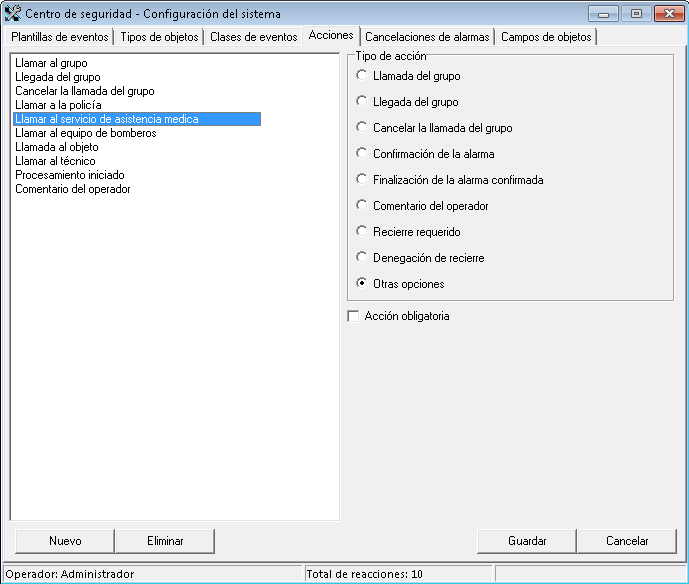 Centro de seguridad - Configuración del sistema
Plantillas de eventos
Tipos de objetos
Clases de eventos
Acciones
Cancelaciones de alarmas
Campos de objetos
Llamar al grupo
Llegada del grupo
Cancelar la llamada del grupo
Llamar a la policía
Llamar al servicio de asistencia medica
Llamar al equipo de bomberos
Llamada al objeto
Llamar al técnico
Procesamiento iniciado
Comentario del operador
Tipo de acción
Llamada del grupo
Llegada del grupo
Cancelar la llamada del grupo
Confirmación de la alarma
Finalización de la alarma confirmada
Comentario del operador
Recierre requerido
Denegación de recierre
Otras opciones
Acción obligatoria
Nuevo
Eliminar
Guardar
Cancelar
Operador: Administrador
Total de reacciones: 10